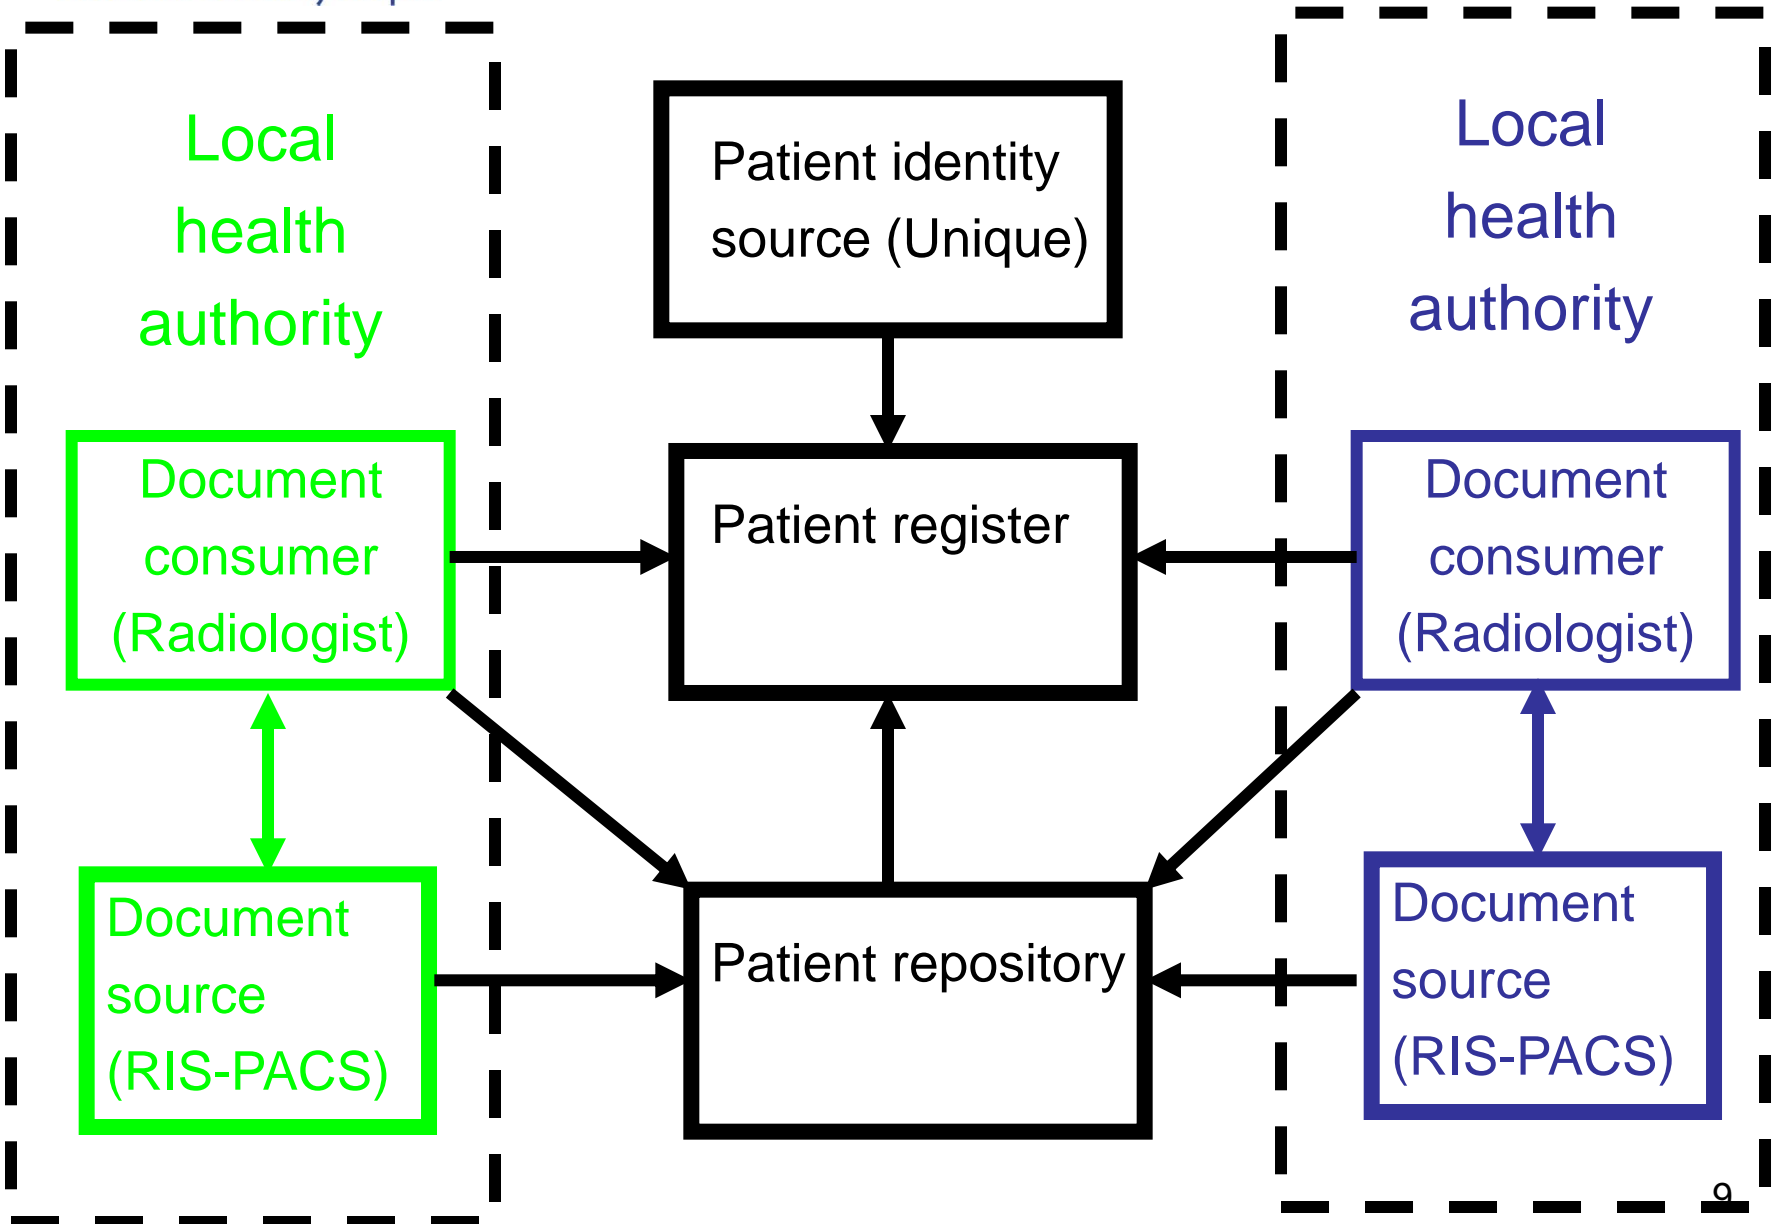 Local
health
authority
Document
consumer
(Radiologist)
Document
source
(RIS-PACS)
Patient identity
source (Unique)
Patient register
Patient repository
Local
health
authority
Document
consumer
(Radiologist)
Document
source
(RIS-PACS)
9